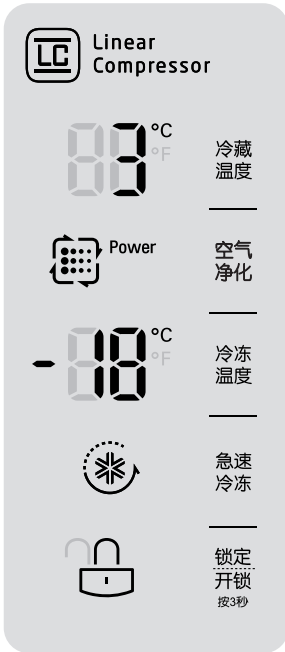 LC
Linear
Compressor
3 °C
°F
冷藏
温度
Power
空气
净化
-18 °C
°F
冷冻
温度
急速
冷冻
锁定
开锁
按3秒